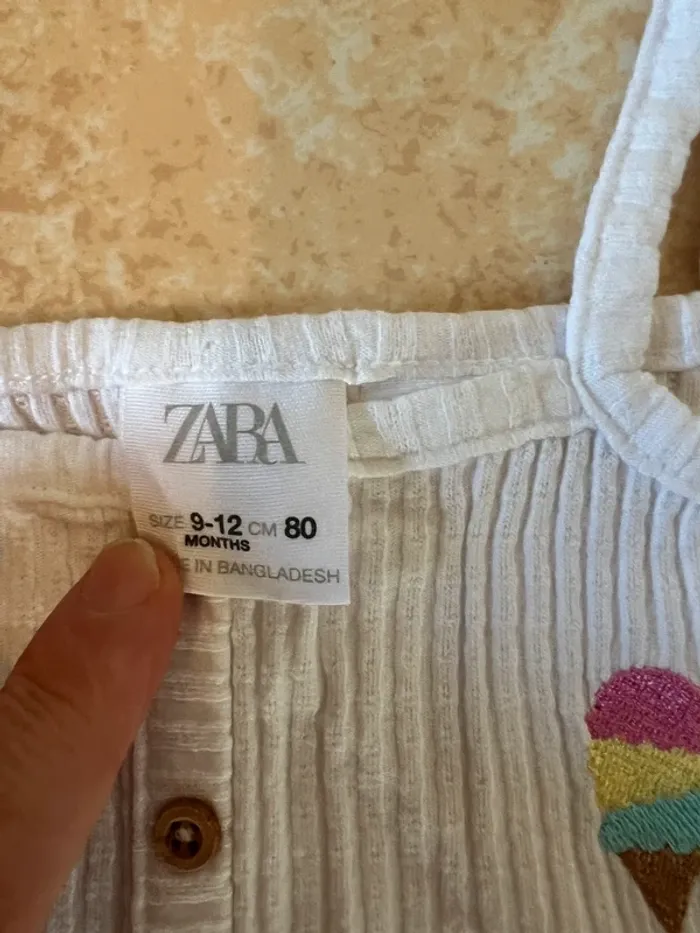 ZARA
SIZE 9-12 CM 80
MONTHS
E IN BANGLADESH